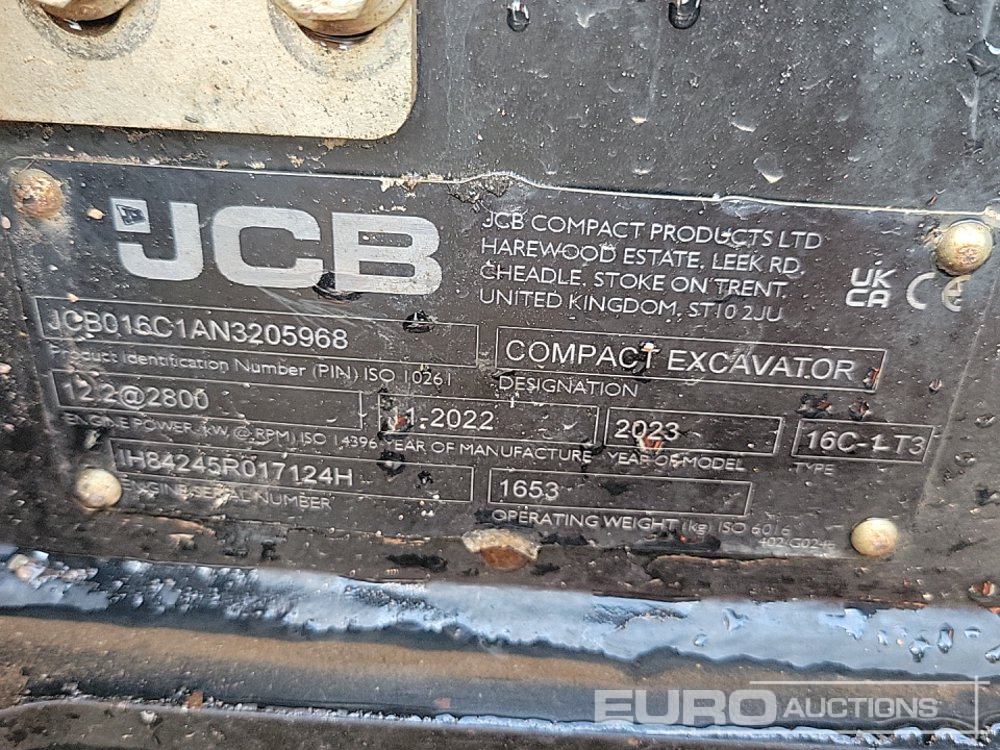 JCB
JCB COMPACT PRODUCTS LTD
HAREWOOD ESTATE, LEEK RD,
CHEADLE, STOKE ON TRENT,
UNITED KINGDOM, ST10 2JU
UK
CA
CE
JCB016C1AN3205968
Product Identification Number (PIN) ISO 10261
COMPACT EXCAVATOR
DESIGNATION
12.2@2800
ENGINE POWER, kW @ RPM) ISO 14396
11-2022
YEAR OF MANUFACTURE
2023
YEAR OF MODEL
16C-1 T3
TYPE
IH84245R017124H
ENGINE SERIAL NUMBER
1653
OPERATING WEIGHT (kg) ISO 6016
EURO AUCTIONS